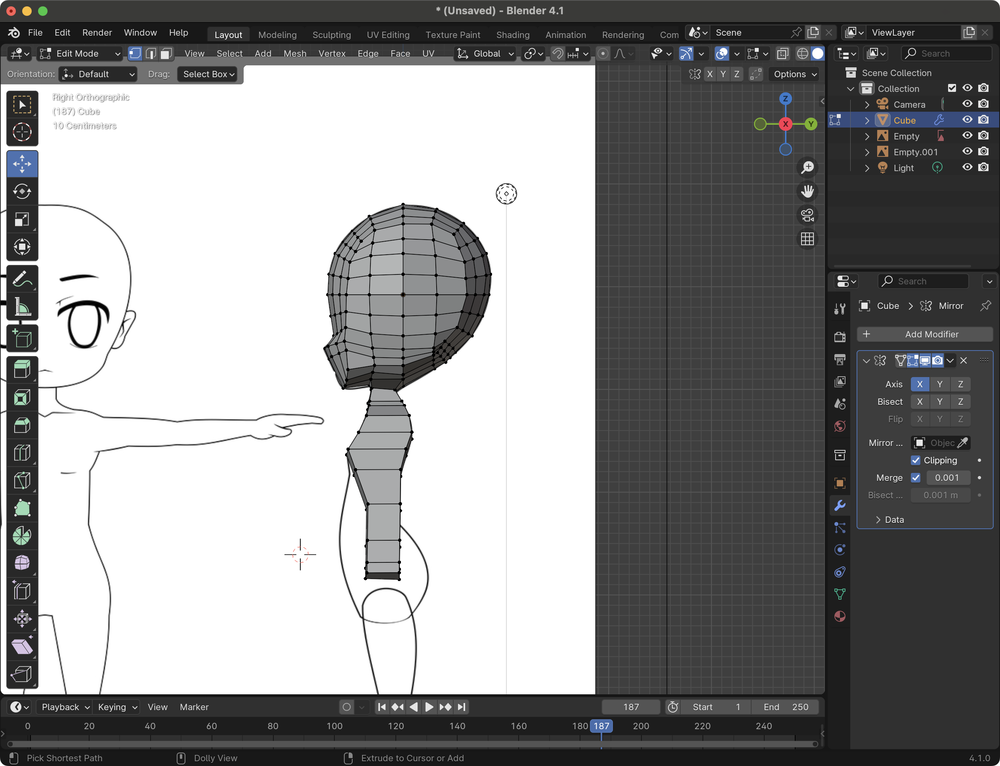 * (Unsaved) - Blender 4.1
File Edit Render Window Help Layout Modeling Sculpting UV Editing Texture Paint Shading Animation Rendering Com Scene ViewLayer
Edit Mode View Select Add Mesh Vertex Edge Face UV Global Search
Orientation: Default Drag: Select Box X Y Z Options
Right Orthographic
(187) Cube
10 Centimeters
Z
X
Y
Scene Collection
Collection
Camera
Cube
Empty
Empty.001
Light
Search
Cube Mirror
Add Modifier
Axis X Y Z
Bisect X Y Z
Flip X Y Z
Mirror ... Objec
Clipping
Merge 0.001
Bisect ... 0.001 m
Data
Playback Keying View Marker 187 Start 1 End 250
0 20 40 60 80 100 120 140 160 180 187 200 220 240
Pick Shortest Path Dolly View Extrude to Cursor or Add 4.1.0